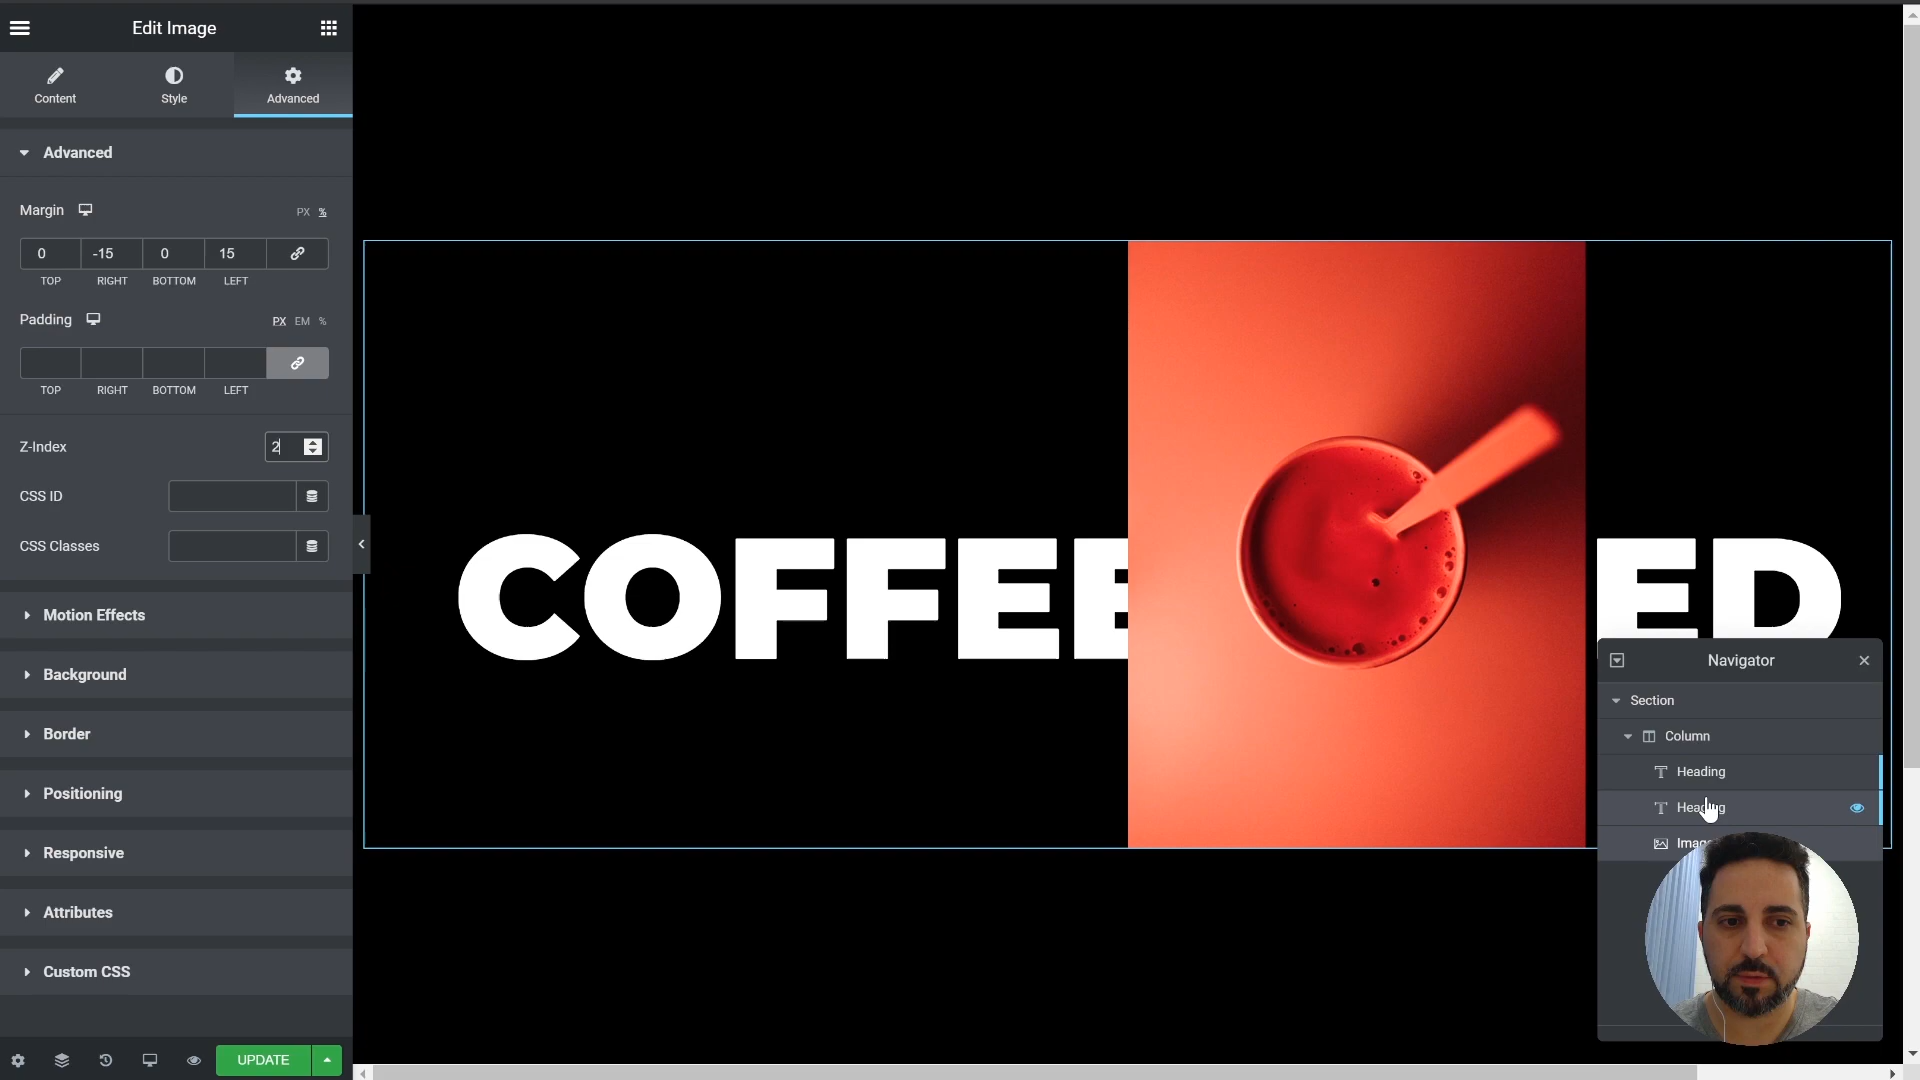 Edit Image
Content
Style
Advanced
Advanced
Margin
PX %
0 -15 0 15
TOP RIGHT BOTTOM LEFT
Padding
PX EM %
TOP RIGHT BOTTOM LEFT
Z-Index
2
CSS ID
CSS Classes
Motion Effects
Background
Border
Positioning
Responsive
Attributes
Custom CSS
UPDATE
COFFEE
ED
Navigator
Section
Column
Heading
Heading